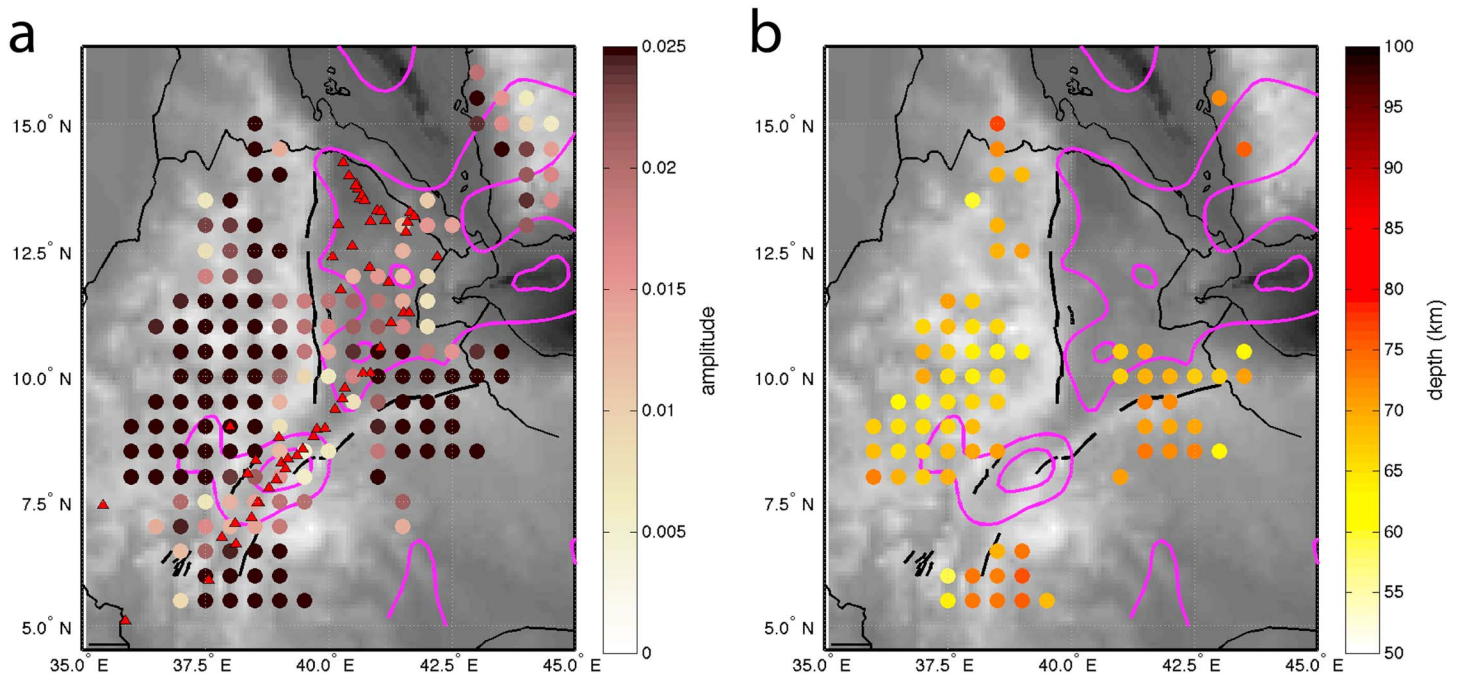 a
b
15.0° N
12.5° N
10.0° N
7.5° N
5.0° N
35.0° E
37.5° E
40.0° E
42.5° E
45.0° E
0.025
0.020
0.015
0.01
0.005
0
amplitude
15.0° N
12.5° N
10.0° N
7.5° N
5.0° N
35.0° E
37.5° E
40.0° E
42.5° E
45.0° E
100
95
90
85
80
75
70
65
60
55
50
depth (km)